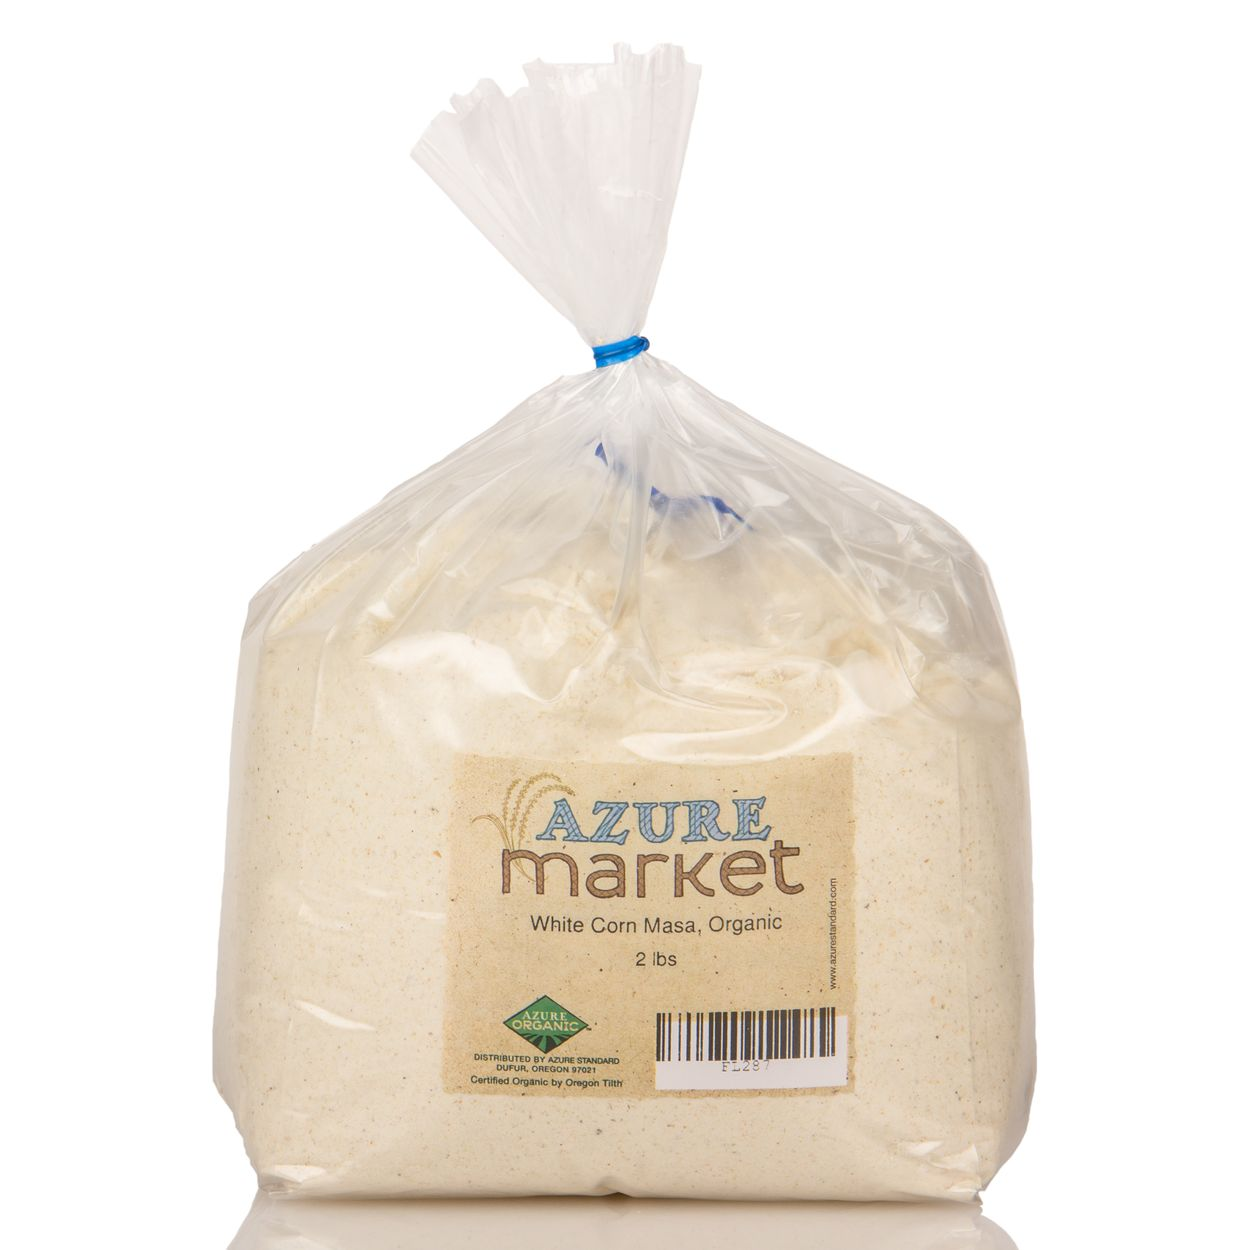 AZURE
market
White Corn Masa, Organic
2 lbs
www.azurestandard.com
AZURE
ORGANIC
DISTRIBUTED BY AZURE STANDARD
DUFUR, OREGON 97021
Certified Organic by Oregon Tilth
FL287